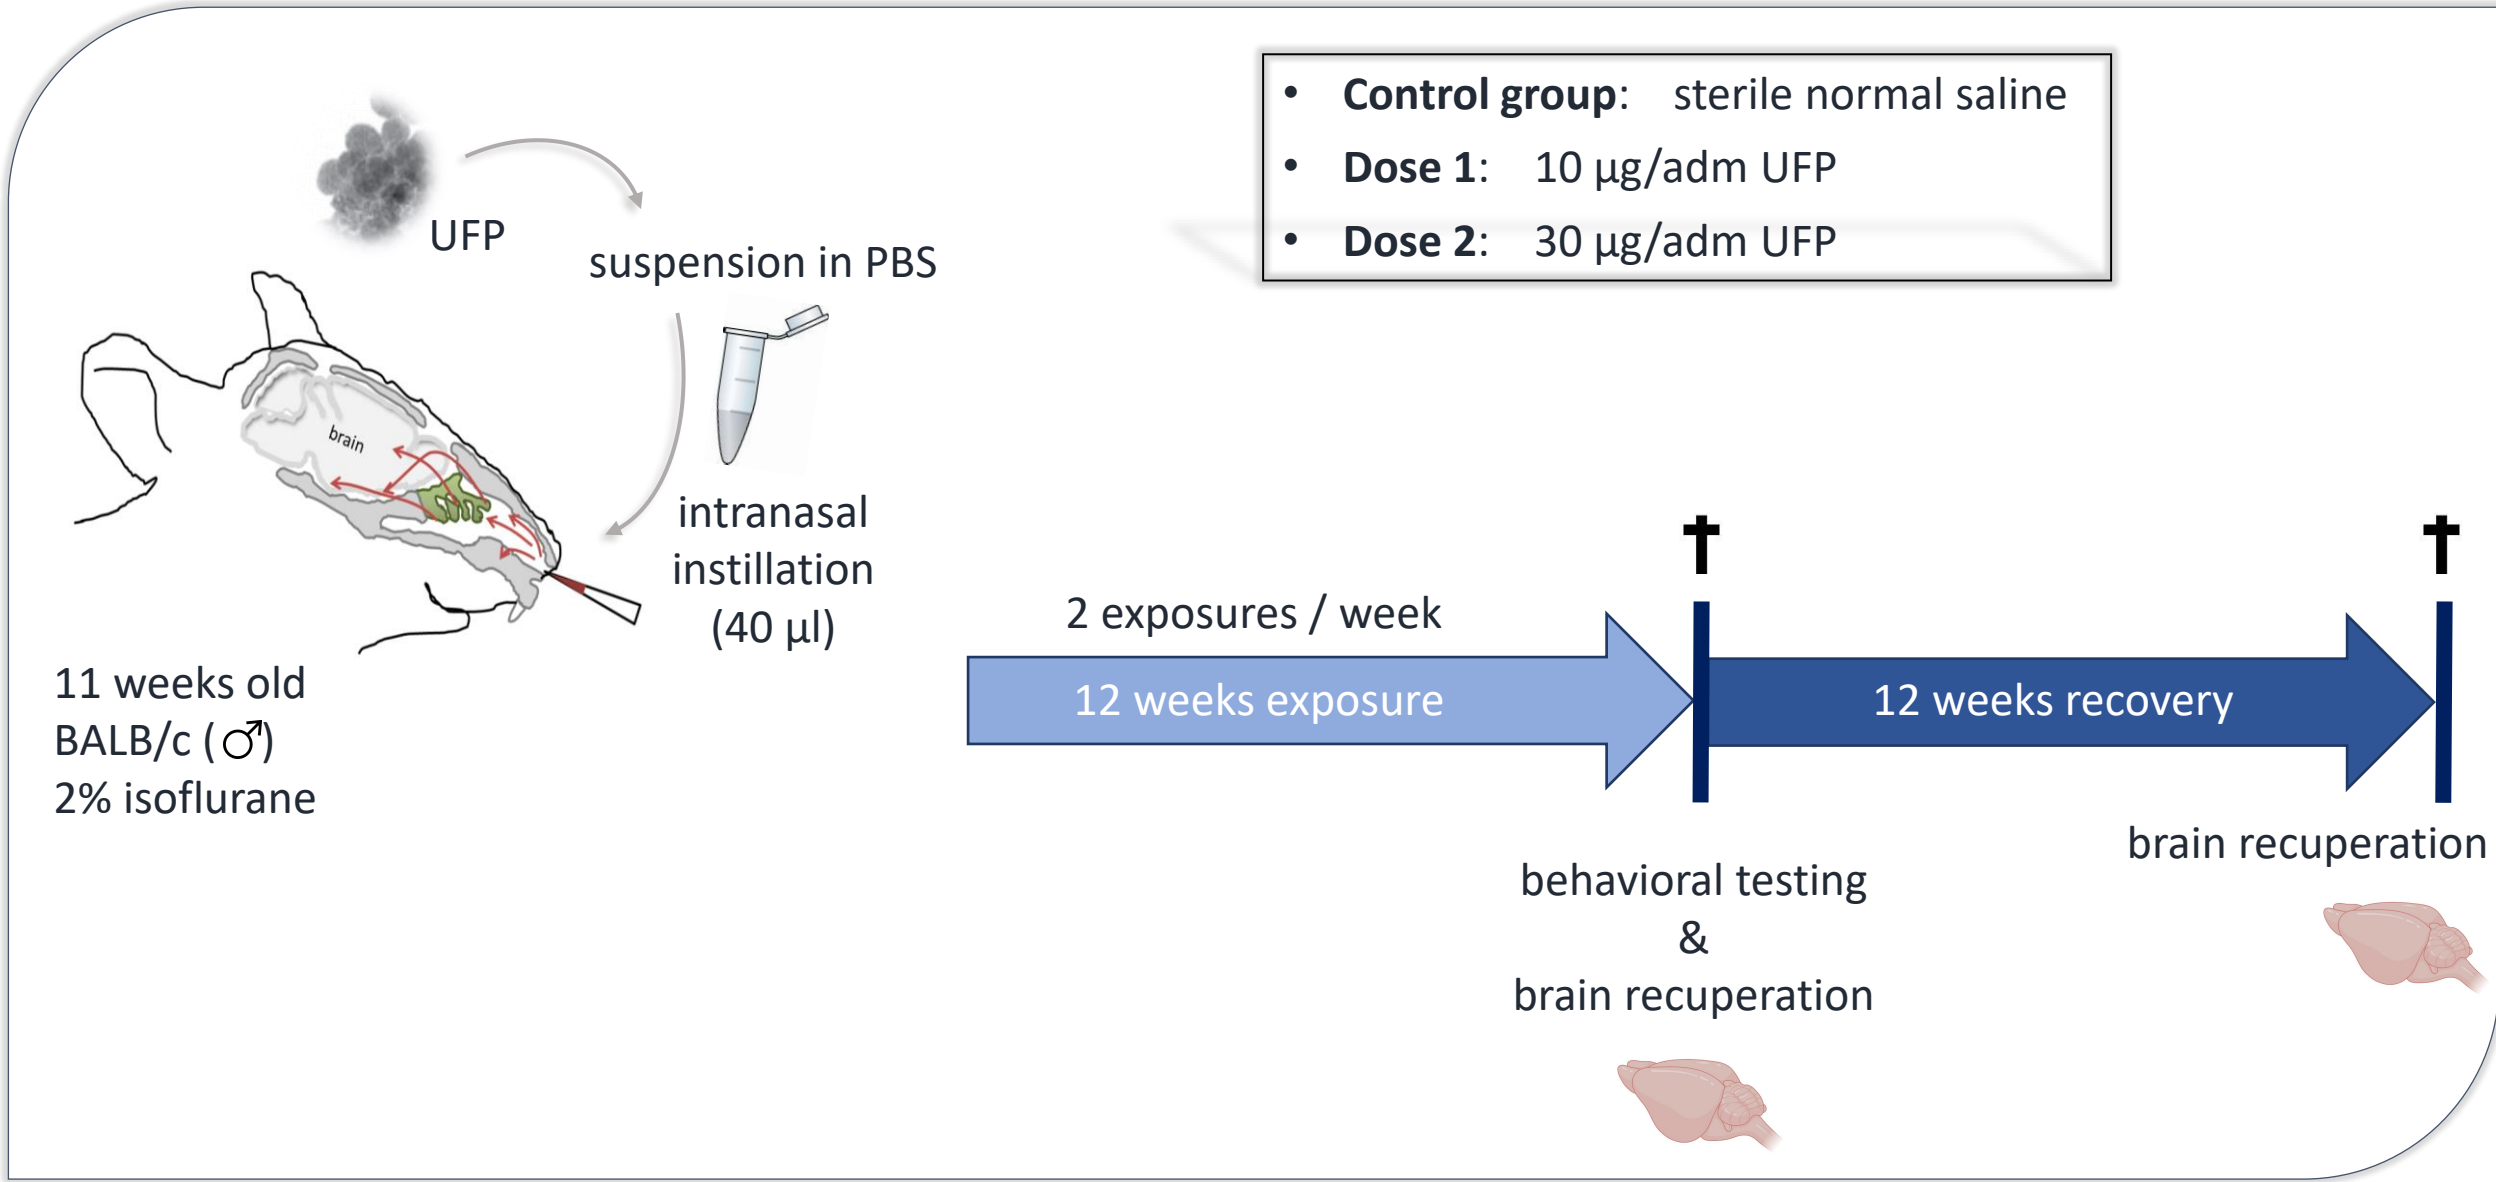 • Control group: sterile normal saline
• Dose 1: 10 µg/adm UFP
• Dose 2: 30 µg/adm UFP
UFP
suspension in PBS
brain
intranasal
instillation
(40 µl)
11 weeks old
BALB/c (♂)
2% isoflurane
2 exposures / week
12 weeks exposure
12 weeks recovery
behavioral testing
&
brain recuperation
brain recuperation